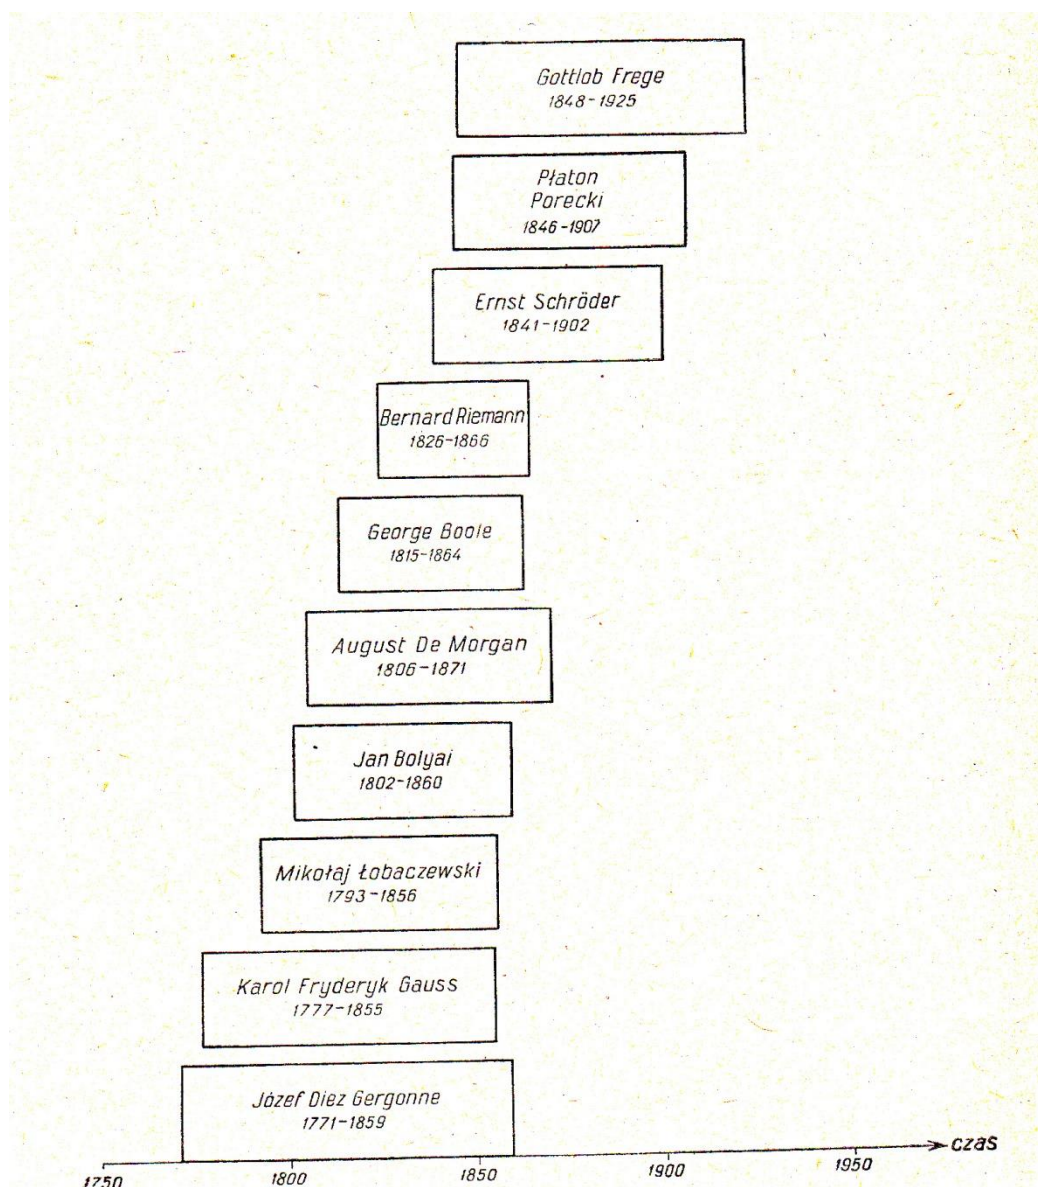 Gottlob Frege
1848-1925
Płaton
Porecki
1846-1907
Ernst Schröder
1841-1902
Bernard Riemann
1826-1866
George Boole
1815-1864
August De Morgan
1806-1871
Jan Bolyai
1802-1860
Mikołaj Łobaczewski
1793-1856
Karol Fryderyk Gauss
1777-1855
Józef Diez Gergonne
1771-1859
czas
1750 1800 1850 1900 1950